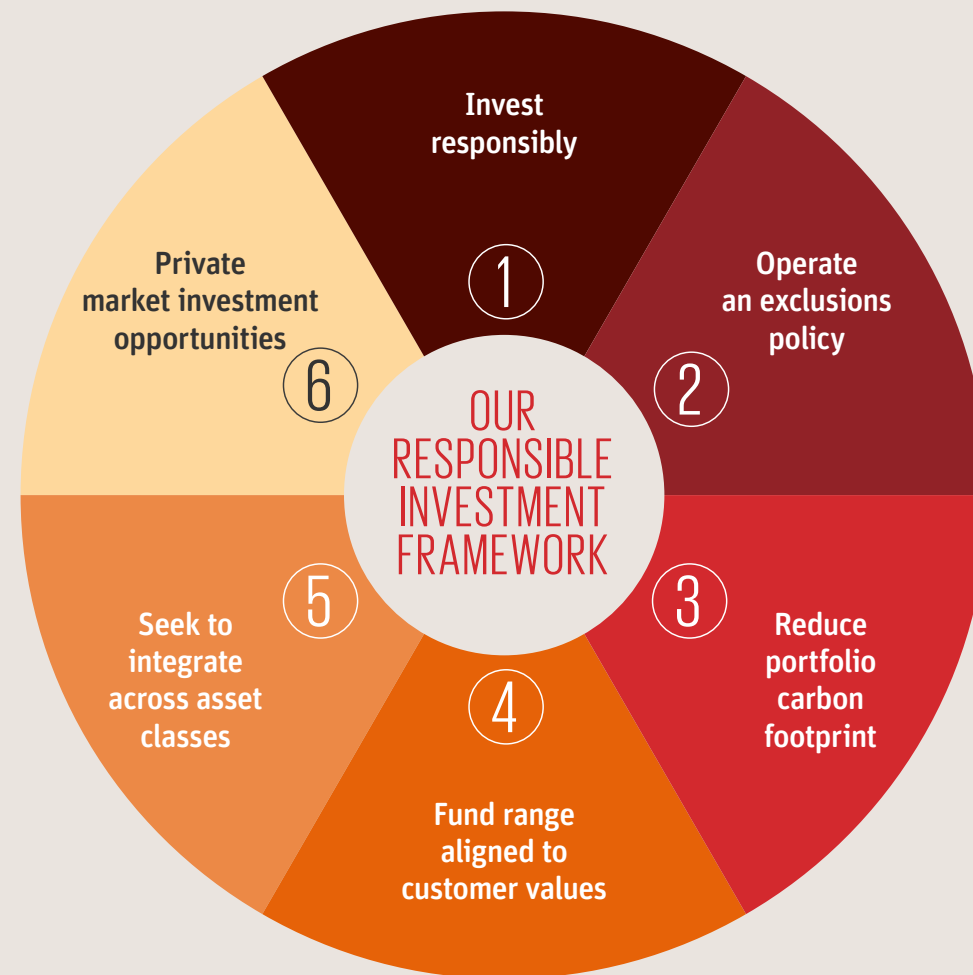 Invest
responsibly
1
Operate
an exclusions
policy
2
3
Reduce
portfolio
carbon
footprint
4
Fund range
aligned to
customer values
5
Seek to
integrate
across asset
classes
Private
market investment
opportunities
6
OUR
RESPONSIBLE
INVESTMENT
FRAMEWORK